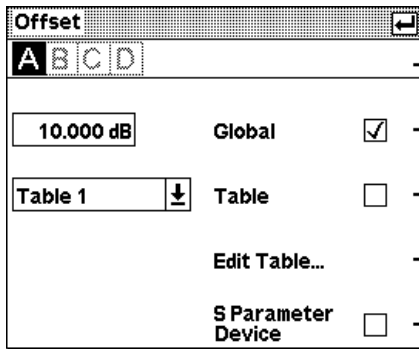 Offset
A B C D
10.000 dB Global
Table 1 Table
Edit Table...
S Parameter
Device